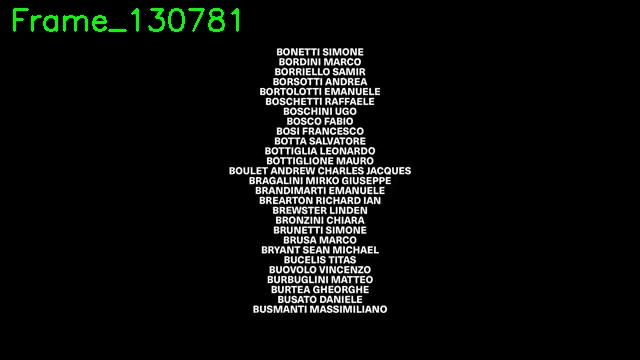 Frame_130781
BONETTI SIMONE
BORDINI MARCO
BORRIELLO SAMIR
BORSOTTI ANDREA
BORTOLOTTI EMANUELE
BOSCHETTI RAFFAELE
BOSCHINI UGO
BOSCO FABIO
BOSI FRANCESCO
BOTTA SALVATORE
BOTTIGLIA LEONARDO
BOTTIGLIONE MAURO
BOULET ANDREW CHARLES JACQUES
BRAGALINI MIRKO GIUSEPPE
BRANDIMARTI EMANUELE
BREARTON RICHARD IAN
BREWSTER LINDEN
BRONZINI CHIARA
BRUNETTI SIMONE
BRUSA MARCO
BRYANT SEAN MICHAEL
BUCELIS TITAS
BUOVOLO VINCENZO
BURBUGLINI MATTEO
BURTEA GHEORGHE
BUSATO DANIELE
BUSMANTI MASSIMILIANO